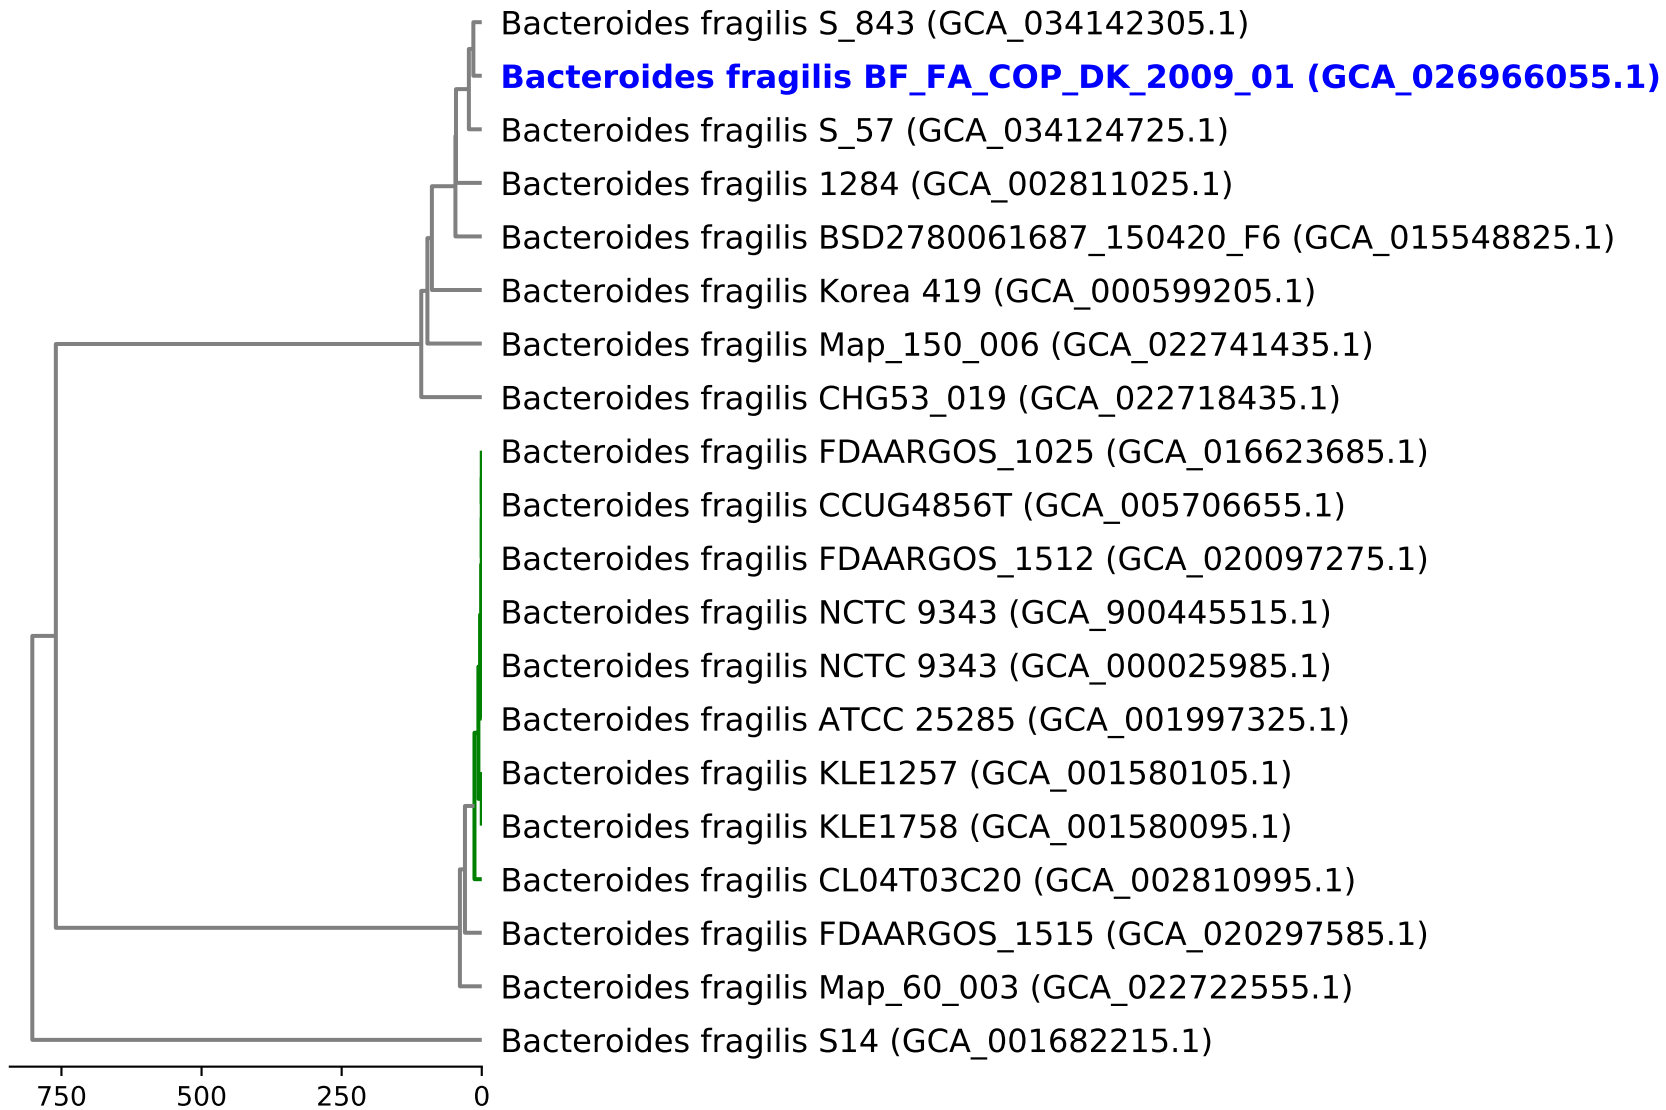 Bacteroides fragilis S_843 (GCA_034142305.1)
Bacteroides fragilis BF_FA_COP_DK_2009_01 (GCA_026966055.1)
Bacteroides fragilis S_57 (GCA_034124725.1)
Bacteroides fragilis 1284 (GCA_002811025.1)
Bacteroides fragilis BSD2780061687_150420_F6 (GCA_015548825.1)
Bacteroides fragilis Korea 419 (GCA_000599205.1)
Bacteroides fragilis Map_150_006 (GCA_022741435.1)
Bacteroides fragilis CHG53_019 (GCA_022718435.1)
Bacteroides fragilis FDAARGOS_1025 (GCA_016623685.1)
Bacteroides fragilis CCUG4856T (GCA_005706655.1)
Bacteroides fragilis FDAARGOS_1512 (GCA_020097275.1)
Bacteroides fragilis NCTC 9343 (GCA_900445515.1)
Bacteroides fragilis NCTC 9343 (GCA_000025985.1)
Bacteroides fragilis ATCC 25285 (GCA_001997325.1)
Bacteroides fragilis KLE1257 (GCA_001580105.1)
Bacteroides fragilis KLE1758 (GCA_001580095.1)
Bacteroides fragilis CL04T03C20 (GCA_002810995.1)
Bacteroides fragilis FDAARGOS_1515 (GCA_020297585.1)
Bacteroides fragilis Map_60_003 (GCA_022722555.1)
Bacteroides fragilis S14 (GCA_001682215.1)
750 500 250 0